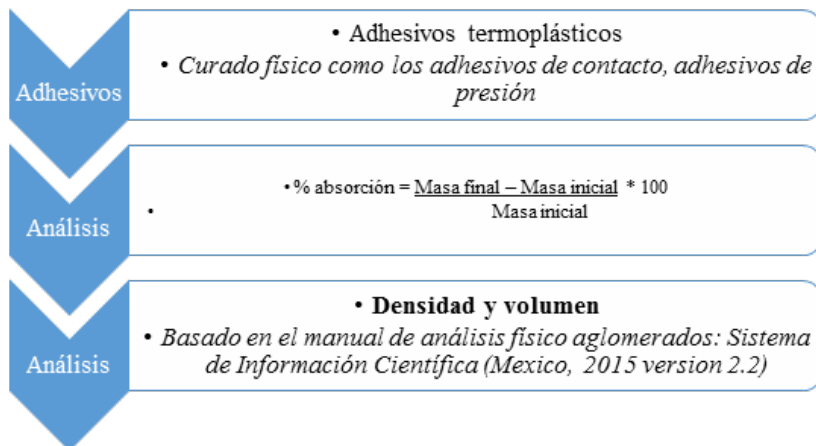 Adhesivos
• Adhesivos termoplásticos
• Curado físico como los adhesivos de contacto, adhesivos de
presión
Análisis
•% absorción = Masa final – Masa inicial * 100
• Masa inicial
Análisis
• Densidad y volumen
• Basado en el manual de análisis físico aglomerados: Sistema
de Información Científica (Mexico, 2015 version 2.2)